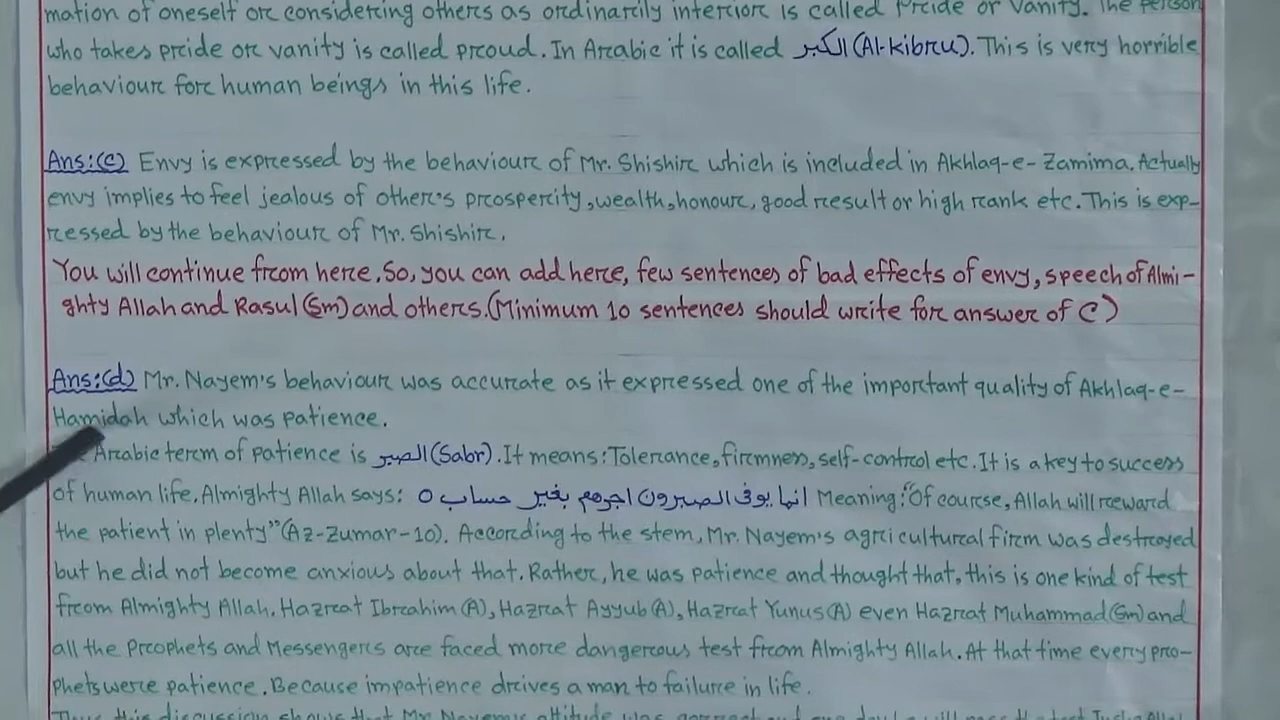 mation of oneself or considering others as ordinarily interior is called Pride or Vanity. The person
who takes pride or vanity is called proud. In Arabic it is called الكبر (Al-kibru). This is very horrible
behaviour for human beings in this life.
Ans:(c) Envy is expressed by the behaviour of Mr. Shishir which is included in Akhlaq-e-Zamima. Actually
envy implies to feel jealous of other's prosperity, wealth, honour, good result or high rank etc. This is exp-
ressed by the behaviour of Mr. Shishir.
You will continue from here. So, you can add here, few sentences of bad effects of envy, speech of Almi-
ghty Allah and Rasul (Sm) and others. (Minimum 10 sentences should write for answer of C)
Ans:(d) Mr. Nayem's behaviour was accurate as it expressed one of the important quality of Akhlaq-e-
Hamidah which was patience.
Arabic term of patience is الصبر (Sabr). It means: Tolerance, firmness, self-control etc. It is a key to success
of human life. Almighty Allah says: انما يوفى الصبرون اجرهم بغير حساب ○ Meaning: "Of course, Allah will reward
the patient in plenty" (Az-Zumar-10). According to the stem, Mr. Nayem's agricultural firm was destroyed
but he did not become anxious about that. Rather, he was patience and thought that, this is one kind of test
from Almighty Allah. Hazrat Ibrahim (A), Hazrat Ayyub (A), Hazrat Yunus (A) even Hazrat Muhammad (Sm) and
all the Prophets and Messengers are faced more dangerous test from Almighty Allah. At that time every pro-
phets were patience. Because impatience drives a man to failure in life.
Thus this discussion shows that Mr. Nayem's attitude was